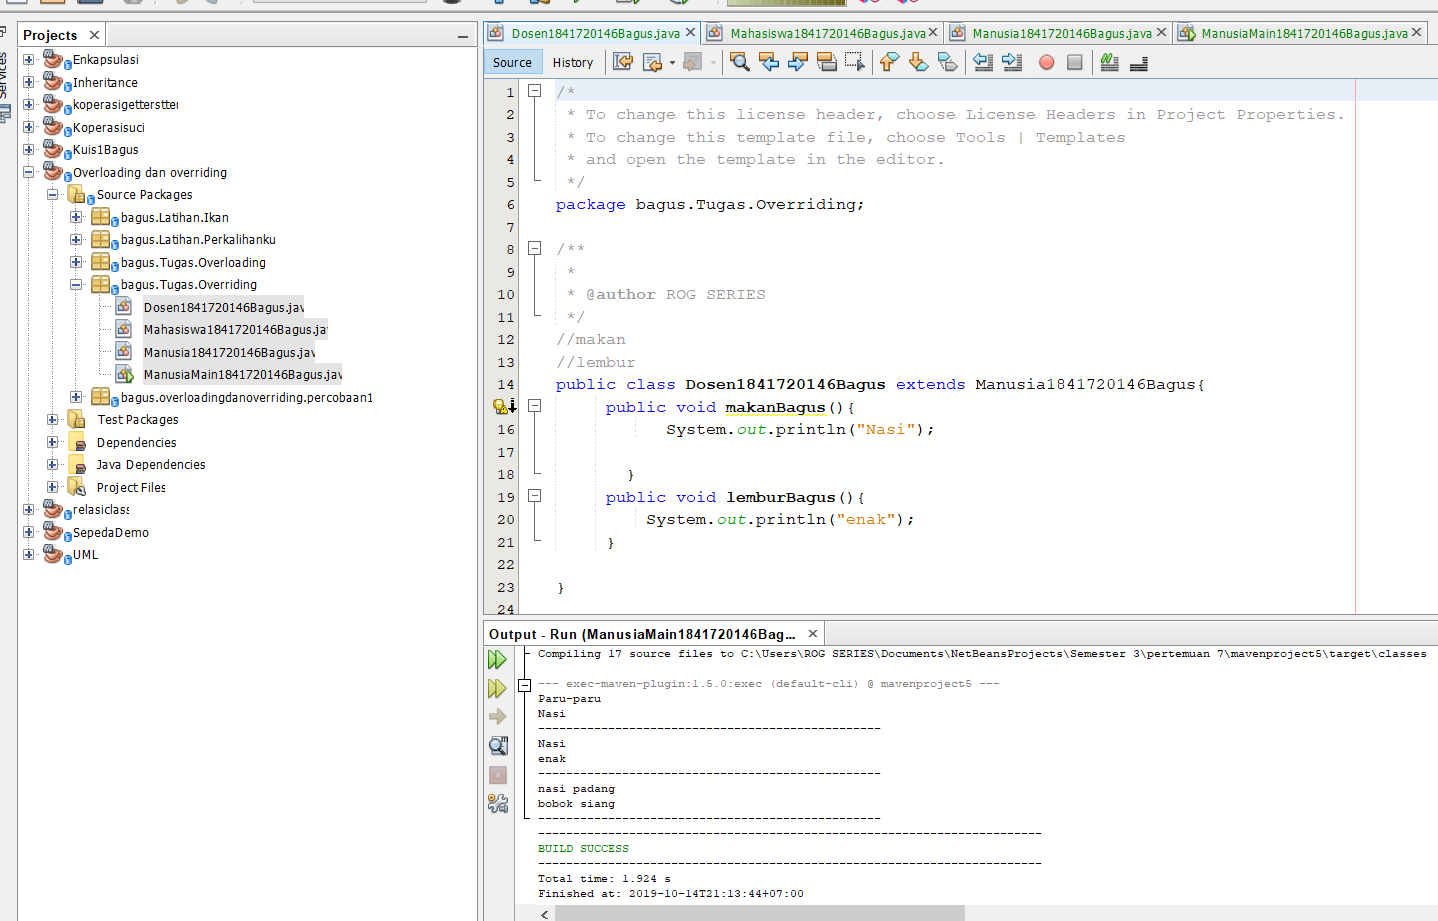 Services
Projects
Enkapsulasi
Inheritance
koperasigetterstter
Koperasisuci
Kuis1Bagus
Overloading dan overriding
Source Packages
bagus.Latihan.Ikan
bagus.Latihan.Perkalihanku
bagus.Tugas.Overloading
bagus.Tugas.Overriding
Dosen1841720146Bagus.jav
Mahasiswa1841720146Bagus.ja
Manusia1841720146Bagus.jav
ManusiaMain1841720146Bagus.jav
bagus.overloadingdanoverriding.percobaan1
Test Packages
Dependencies
Java Dependencies
Project Files
relasiclass
SepedaDemo
UML
Dosen1841720146Bagus.java Mahasiswa1841720146Bagus.java Manusia1841720146Bagus.java ManusiaMain1841720146Bagus.java
Source History
1 /*
2 * To change this license header, choose License Headers in Project Properties.
3 * To change this template file, choose Tools | Templates
4 * and open the template in the editor.
5 */
6 package bagus.Tugas.Overriding;
7
8 /**
9 *
10 * @author ROG SERIES
11 */
12 //makan
13 //lembur
14 public class Dosen1841720146Bagus extends Manusia1841720146Bagus{
public void makanBagus(){
16 System.out.println("Nasi");
17
18 }
19 public void lemburBagus(){
20 System.out.println("enak");
21 }
22
23 }
24
Output - Run (ManusiaMain1841720146Bag...
Compiling 17 source files to C:\Users\ROG SERIES\Documents\NetBeansProjects\Semester 3\pertemuan 7\mavenproject5\target\classes
--- exec-maven-plugin:1.5.0:exec (default-cli) @ mavenproject5 ---
Paru-paru
Nasi
-------------------------------------------------
Nasi
enak
-------------------------------------------------
nasi padang
bobok siang
-------------------------------------------------
------------------------------------------------------------------------
BUILD SUCCESS
------------------------------------------------------------------------
Total time: 1.924 s
Finished at: 2019-10-14T21:13:44+07:00